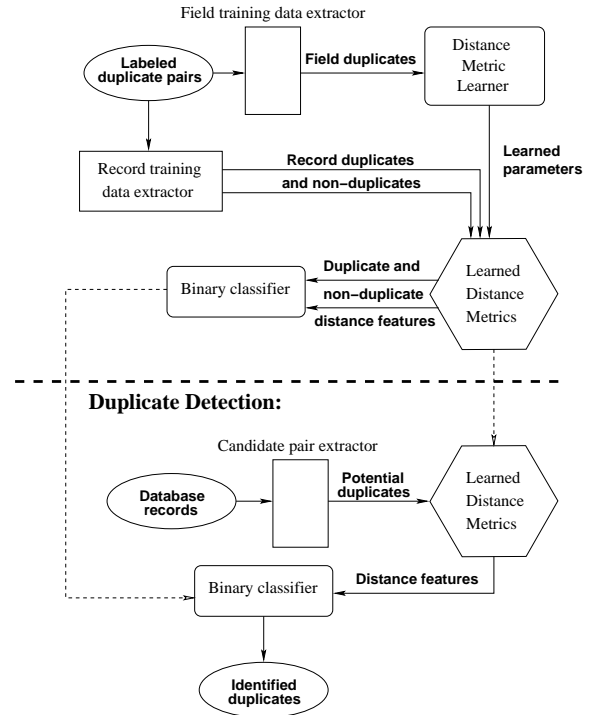 Field training data extractor
Labeled
duplicate pairs
Field duplicates
Distance
Metric
Learner
Learned
parameters
Record training
data extractor
Record duplicates
and non−duplicates
Duplicate and
non−duplicate
distance features
Binary classifier
Learned
Distance
Metrics
Duplicate Detection:
Candidate pair extractor
Database
records
Potential
duplicates
Learned
Distance
Metrics
Distance features
Binary classifier
Identified
duplicates